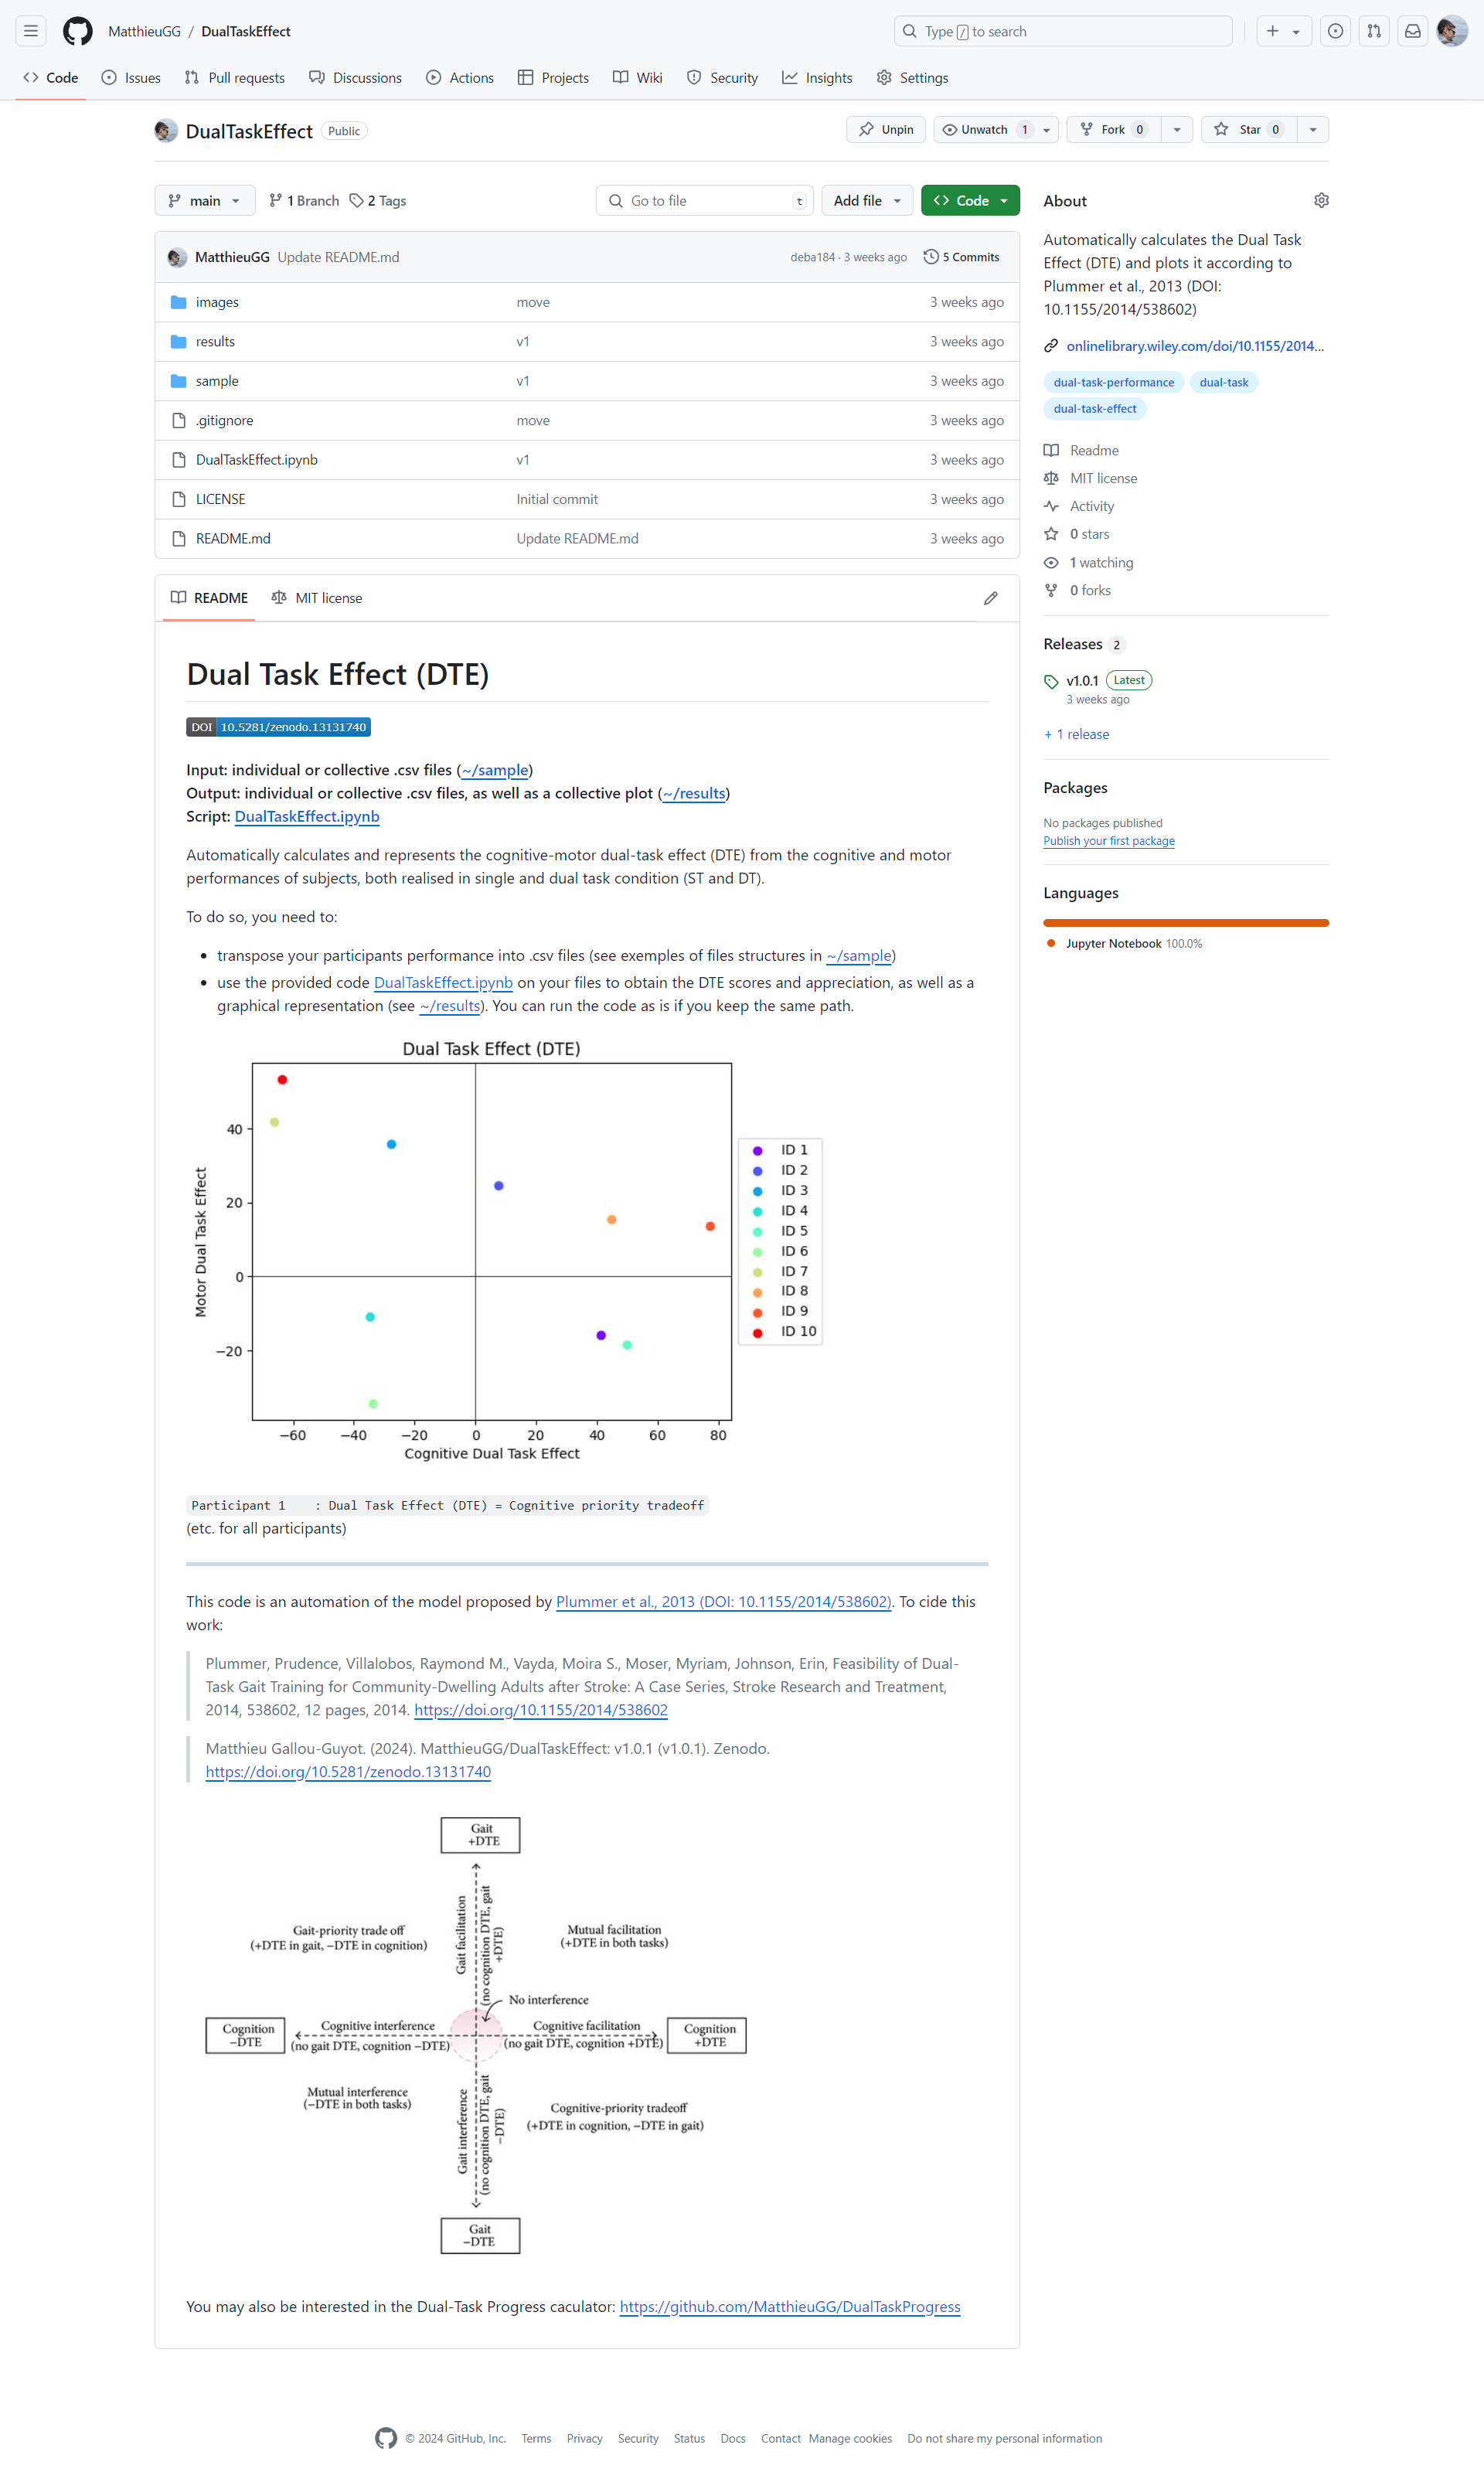 MatthieuGG / DualTaskEffect
Type / to search
Code
Issues
Pull requests
Discussions
Actions
Projects
Wiki
Security
Insights
Settings
DualTaskEffect Public
Unpin
Unwatch 1
Fork 0
Star 0
main
1 Branch
2 Tags
Go to file t
Add file
Code
MatthieuGG Update README.md deba184 · 3 weeks ago 5 Commits
images move 3 weeks ago
results v1 3 weeks ago
sample v1 3 weeks ago
.gitignore move 3 weeks ago
DualTaskEffect.ipynb v1 3 weeks ago
LICENSE Initial commit 3 weeks ago
README.md Update README.md 3 weeks ago
README
MIT license
Dual Task Effect (DTE)
DOI 10.5281/zenodo.13131740
Input: individual or collective .csv files (~/sample)
Output: individual or collective .csv files, as well as a collective plot (~/results)
Script: DualTaskEffect.ipynb
Automatically calculates and represents the cognitive-motor dual-task effect (DTE) from the cognitive and motor
performances of subjects, both realised in single and dual task condition (ST and DT).
To do so, you need to:
• transpose your participants performance into .csv files (see examples of files structures in ~/sample)
• use the provided code DualTaskEffect.ipynb on your files to obtain the DTE scores and appreciation, as well as a
graphical representation (see ~/results). You can run the code as is if you keep the same path.
Dual Task Effect (DTE)
Motor Dual Task Effect
40
20
0
−20
−60 −40 −20 0 20 40 60 80
Cognitive Dual Task Effect
ID 1
ID 2
ID 3
ID 4
ID 5
ID 6
ID 7
ID 8
ID 9
ID 10
Participant 1    : Dual Task Effect (DTE) = Cognitive priority tradeoff
(etc. for all participants)
This code is an automation of the model proposed by Plummer et al., 2013 (DOI: 10.1155/2014/538602). To cide this
work:
Plummer, Prudence, Villalobos, Raymond M., Vayda, Moira S., Moser, Myriam, Johnson, Erin, Feasibility of Dual-
Task Gait Training for Community-Dwelling Adults after Stroke: A Case Series, Stroke Research and Treatment,
2014, 538602, 12 pages, 2014. https://doi.org/10.1155/2014/538602
Matthieu Gallou-Guyot. (2024). MatthieuGG/DualTaskEffect: v1.0.1 (v1.0.1). Zenodo.
https://doi.org/10.5281/zenodo.13131740
Gait
+DTE
Gait facilitation
(no cognition DTE, gait
+DTE)
Gait-priority trade off
(+DTE in gait, −DTE in cognition)
Mutual facilitation
(+DTE in both tasks)
No interference
Cognition
−DTE
Cognitive interference
(no gait DTE, cognition −DTE)
Cognitive facilitation
(no gait DTE, cognition +DTE)
Cognition
+DTE
Mutual interference
(−DTE in both tasks)
Gait interference
(no cognition DTE, gait
−DTE)
Cognitive-priority tradeoff
(+DTE in cognition, −DTE in gait)
Gait
−DTE
You may also be interested in the Dual-Task Progress caculator: https://github.com/MatthieuGG/DualTaskProgress
About
Automatically calculates the Dual Task
Effect (DTE) and plots it according to
Plummer et al., 2013 (DOI:
10.1155/2014/538602)
onlinelibrary.wiley.com/doi/10.1155/2014...
dual-task-performance dual-task
dual-task-effect
Readme
MIT license
Activity
0 stars
1 watching
0 forks
Releases 2
v1.0.1 Latest
3 weeks ago
+ 1 release
Packages
No packages published
Publish your first package
Languages
Jupyter Notebook 100.0%
© 2024 GitHub, Inc. Terms Privacy Security Status Docs Contact Manage cookies Do not share my personal information